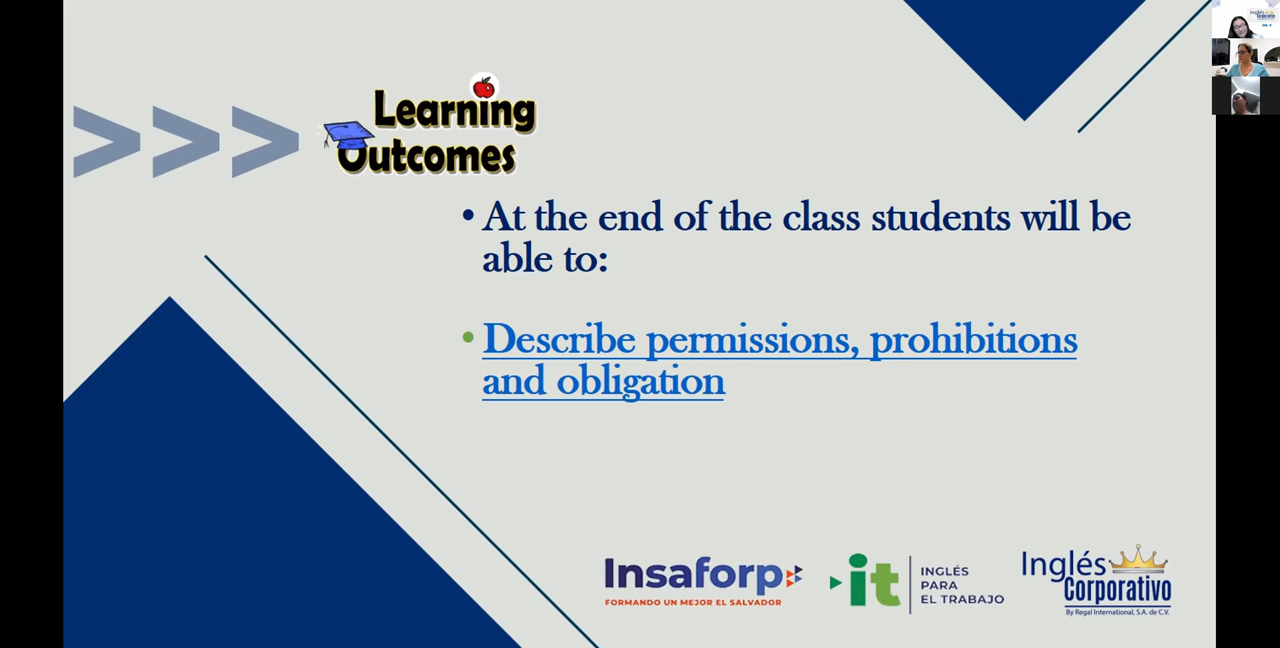 Learning
Outcomes
• At the end of the class students will be
able to:
• Describe permissions, prohibitions
and obligation
Insaforp
FORMANDO UN MEJOR EL SALVADOR
it
INGLÉS
PARA
EL TRABAJO
Inglés
Corporativo
By Regal International, S.A. de C.V.